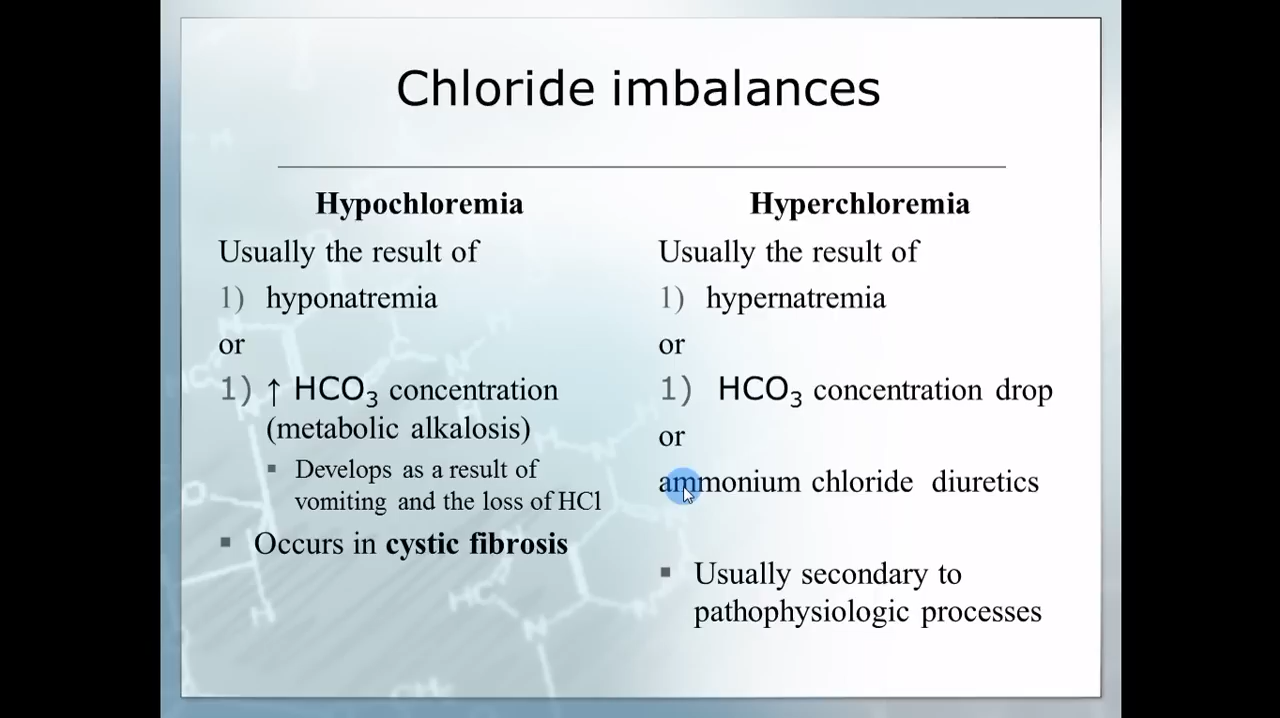 Chloride imbalances
Hypochloremia
Usually the result of
1) hyponatremia
or
1) ↑ HCO₃ concentration
(metabolic alkalosis)
▪ Develops as a result of
vomiting and the loss of HCl
▪ Occurs in cystic fibrosis
Hyperchloremia
Usually the result of
1) hypernatremia
or
1) HCO₃ concentration drop
or
ammonium chloride diuretics
▪ Usually secondary to
pathophysiologic processes